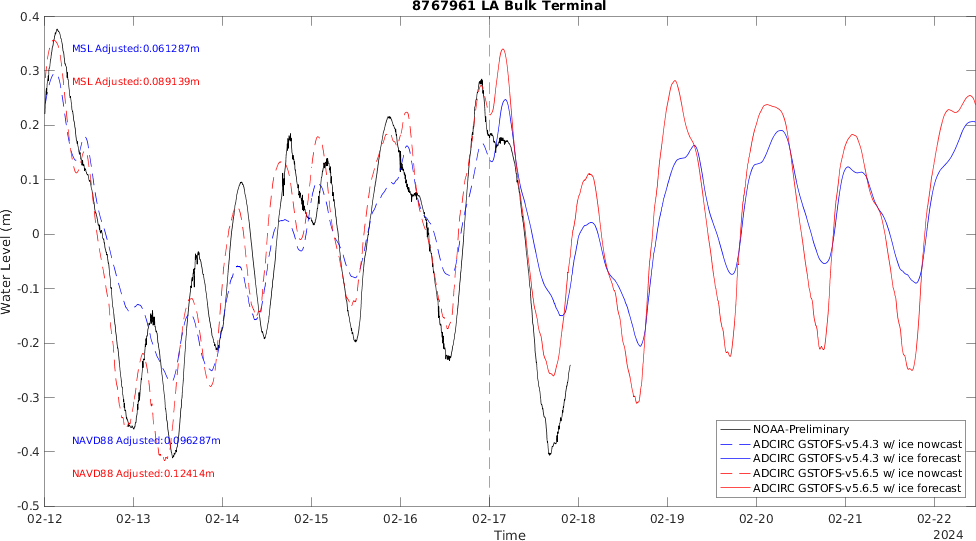 8767961 LA Bulk Terminal
0.4
0.3
0.2
0.1
0
-0.1
-0.2
-0.3
-0.4
-0.5
Water Level (m)
MSL Adjusted:0.061287m
MSL Adjusted:0.089139m
NAVD88 Adjusted:0.096287m
NAVD88 Adjusted:0.12414m
NOAA-Preliminary
ADCIRC GSTOFS-v5.4.3 w/ ice nowcast
ADCIRC GSTOFS-v5.4.3 w/ ice forecast
ADCIRC GSTOFS-v5.6.5 w/ ice nowcast
ADCIRC GSTOFS-v5.6.5 w/ ice forecast
02-12 02-13 02-14 02-15 02-16 02-17 02-18 02-19 02-20 02-21 02-22
Time 2024